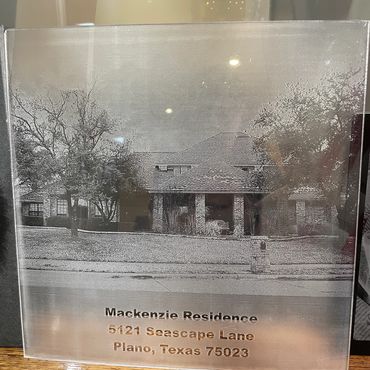 Mackenzie Residence
5121 Seascape Lane
Plano, Texas 75023